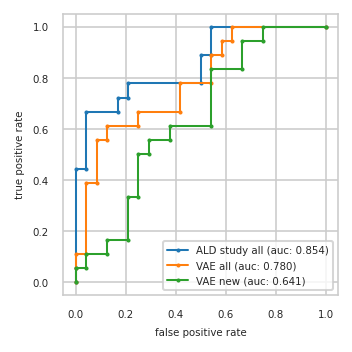 1.0
0.8
0.6
0.4
0.2
0.0
true positive rate
ALD study all (auc: 0.854)
VAE all (auc: 0.780)
VAE new (auc: 0.641)
0.0 0.2 0.4 0.6 0.8 1.0
false positive rate